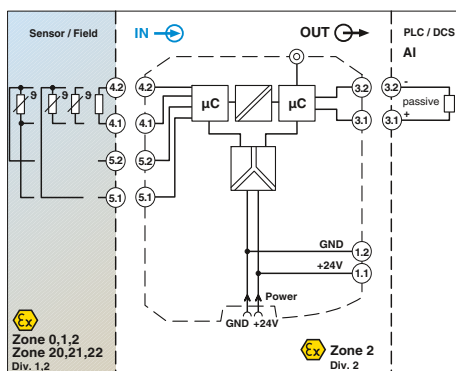 Sensor / Field
IN
OUT
PLC / DCS
AI
ϑ ϑ ϑ
4.2
4.2
µC
µC
3.2
3.2
-
passive
4.1
4.1
3.1
3.1
+
5.2
5.2
5.1
5.1
GND
1.2
+24V
1.1
Power
GND +24V
Ex
Zone 0,1,2
Zone 20,21,22
Div. 1,2
Ex
Zone 2
Div. 2